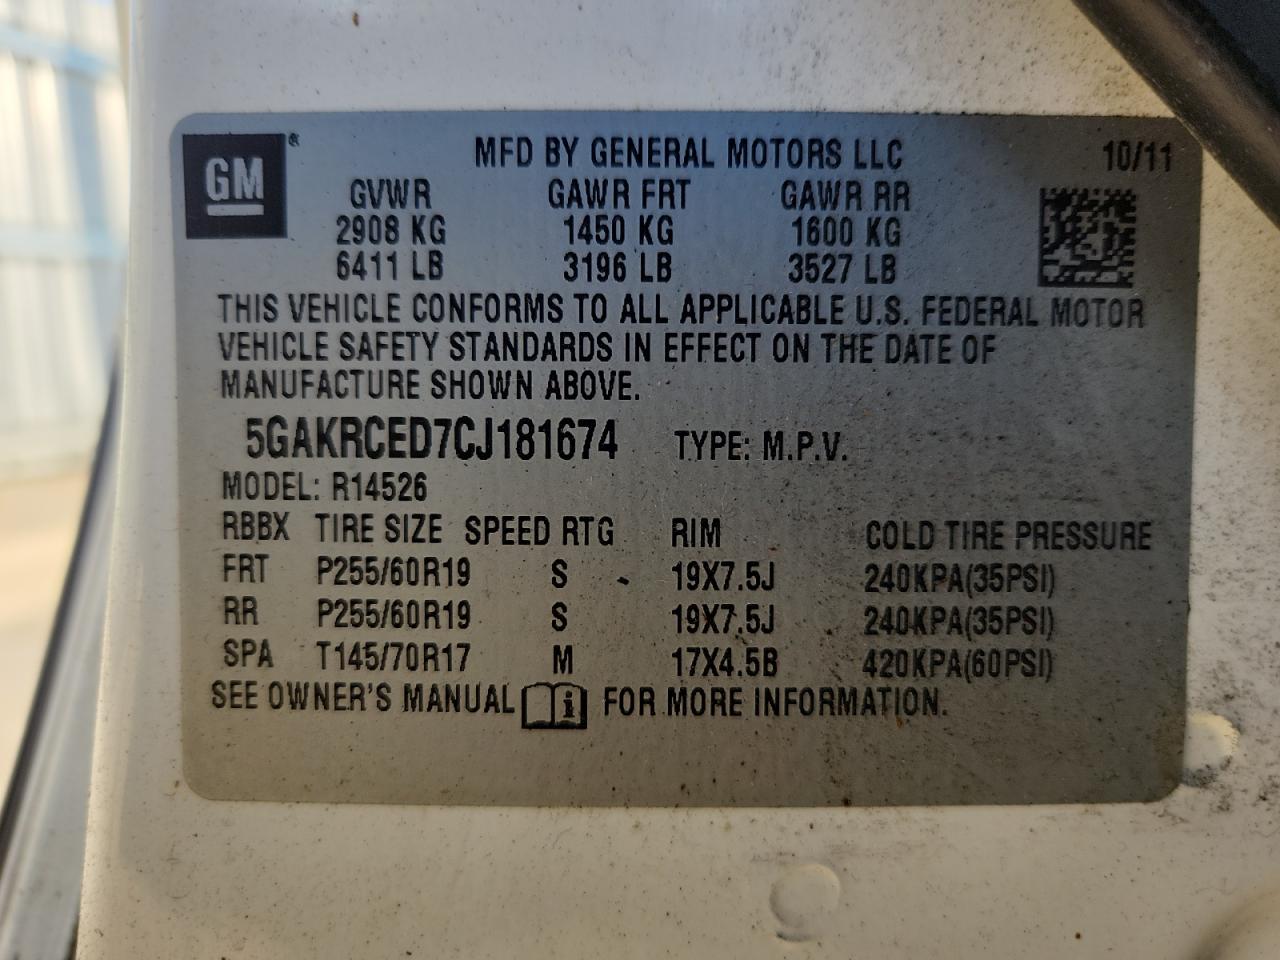 GM® MFD BY GENERAL MOTORS LLC 10/11
GVWR GAWR FRT GAWR RR
2908 KG 1450 KG 1600 KG
6411 LB 3196 LB 3527 LB
THIS VEHICLE CONFORMS TO ALL APPLICABLE U.S. FEDERAL MOTOR
VEHICLE SAFETY STANDARDS IN EFFECT ON THE DATE OF
MANUFACTURE SHOWN ABOVE.
5GAKRCED7CJ181674 TYPE: M.P.V.
MODEL: R14526
RBBX TIRE SIZE SPEED RTG RIM COLD TIRE PRESSURE
FRT P255/60R19 S 19X7.5J 240KPA(35PSI)
RR P255/60R19 S 19X7.5J 240KPA(35PSI)
SPA T145/70R17 M 17X4.5B 420KPA(60PSI)
SEE OWNER'S MANUAL i FOR MORE INFORMATION.